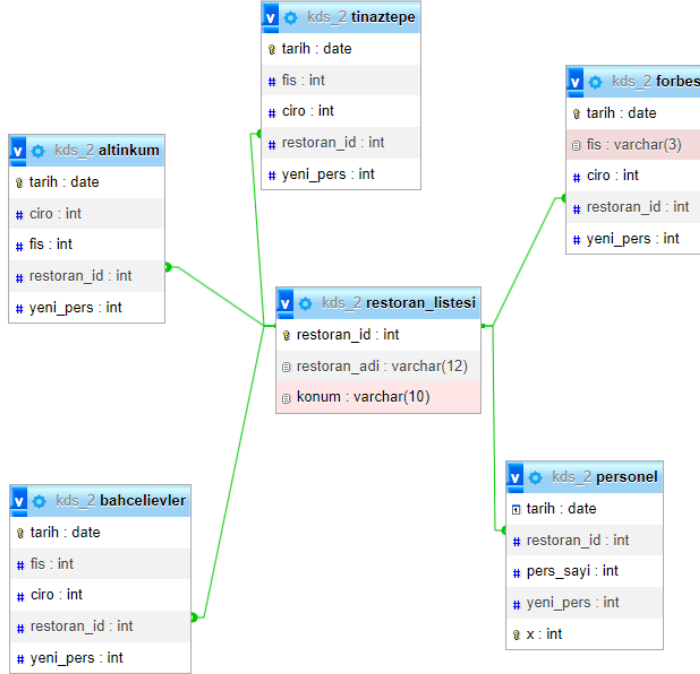 kds_2 tinaztepe
tarih : date
# fis : int
# ciro : int
# restoran_id : int
# yeni_pers : int
v kds_2 forbes
tarih : date
fis : varchar(3)
# ciro : int
# restoran_id : int
# yeni_pers : int
v kds_2 altinkum
tarih : date
# ciro : int
# fis : int
# restoran_id : int
# yeni_pers : int
v kds_2 restoran_listesi
restoran_id : int
restoran_adi : varchar(12)
konum : varchar(10)
v kds_2 personel
tarih : date
# restoran_id : int
# pers_sayi : int
# yeni_pers : int
x : int
v kds_2 bahcelievler
tarih : date
# fis : int
# ciro : int
# restoran_id : int
# yeni_pers : int